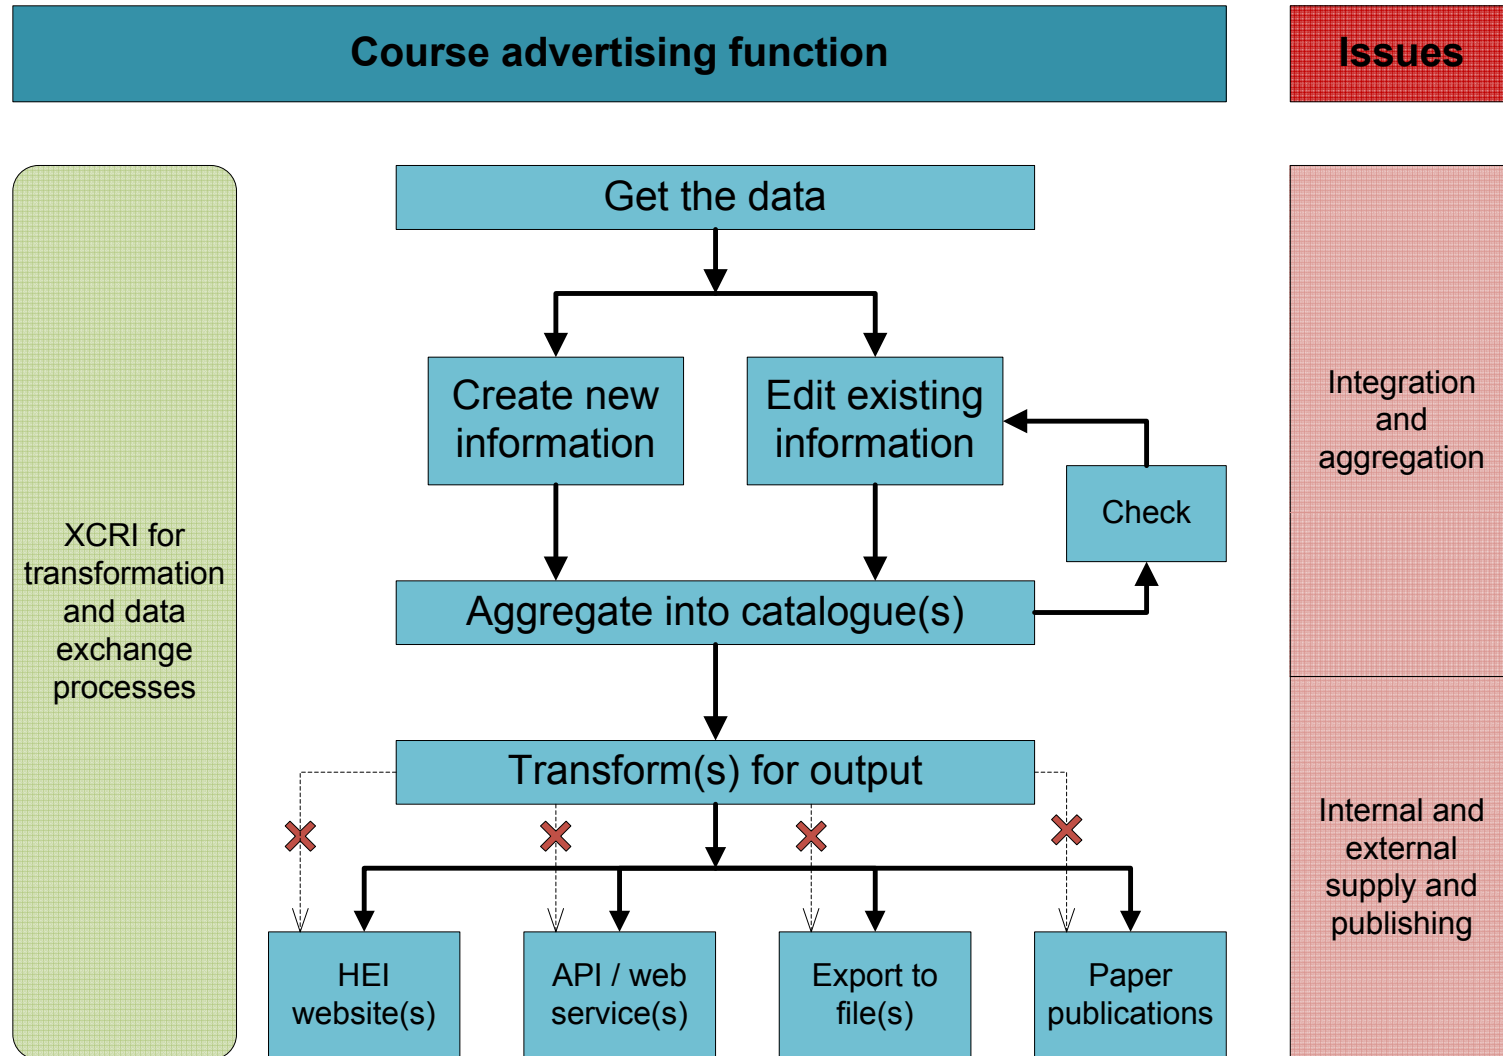 Course advertising function
Issues
Get the data
Create new
information
Edit existing
information
Check
Aggregate into catalogue(s)
Transform(s) for output
HEI
website(s)
API / web
service(s)
Export to
file(s)
Paper
publications
XCRI for
transformation
and data
exchange
processes
Integration
and
aggregation
Internal and
external
supply and
publishing